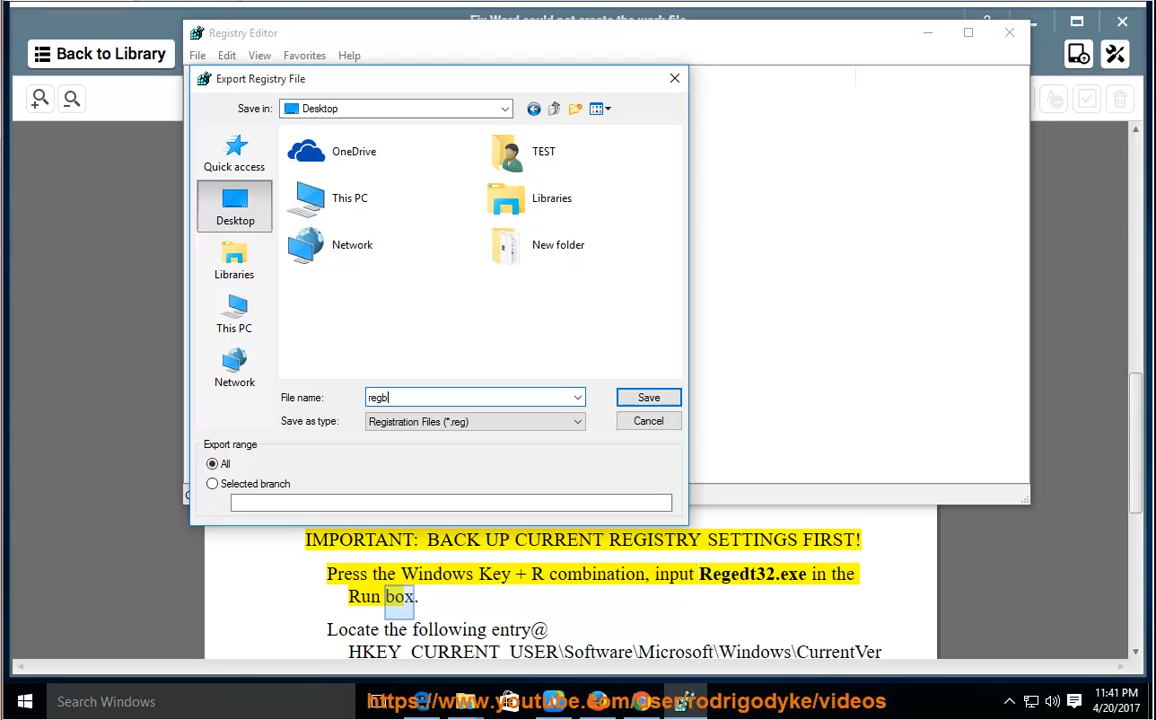 Fix Word could not create the work file
Back to Library
Registry Editor
File Edit View Favorites Help
Export Registry File
Save in: Desktop
Quick access
Desktop
Libraries
This PC
Network
OneDrive
TEST
This PC
Libraries
Network
New folder
File name: regb
Save
Save as type: Registration Files (*.reg)
Cancel
Export range
All
Selected branch
IMPORTANT: BACK UP CURRENT REGISTRY SETTINGS FIRST!
Press the Windows Key + R combination, input Regedt32.exe in the
Run box.
Locate the following entry@
HKEY_CURRENT_USER\Software\Microsoft\Windows\CurrentVer
Search Windows
https://www.youtube.com/user/rodrigodyke/videos
11:41 PM
4/20/2017